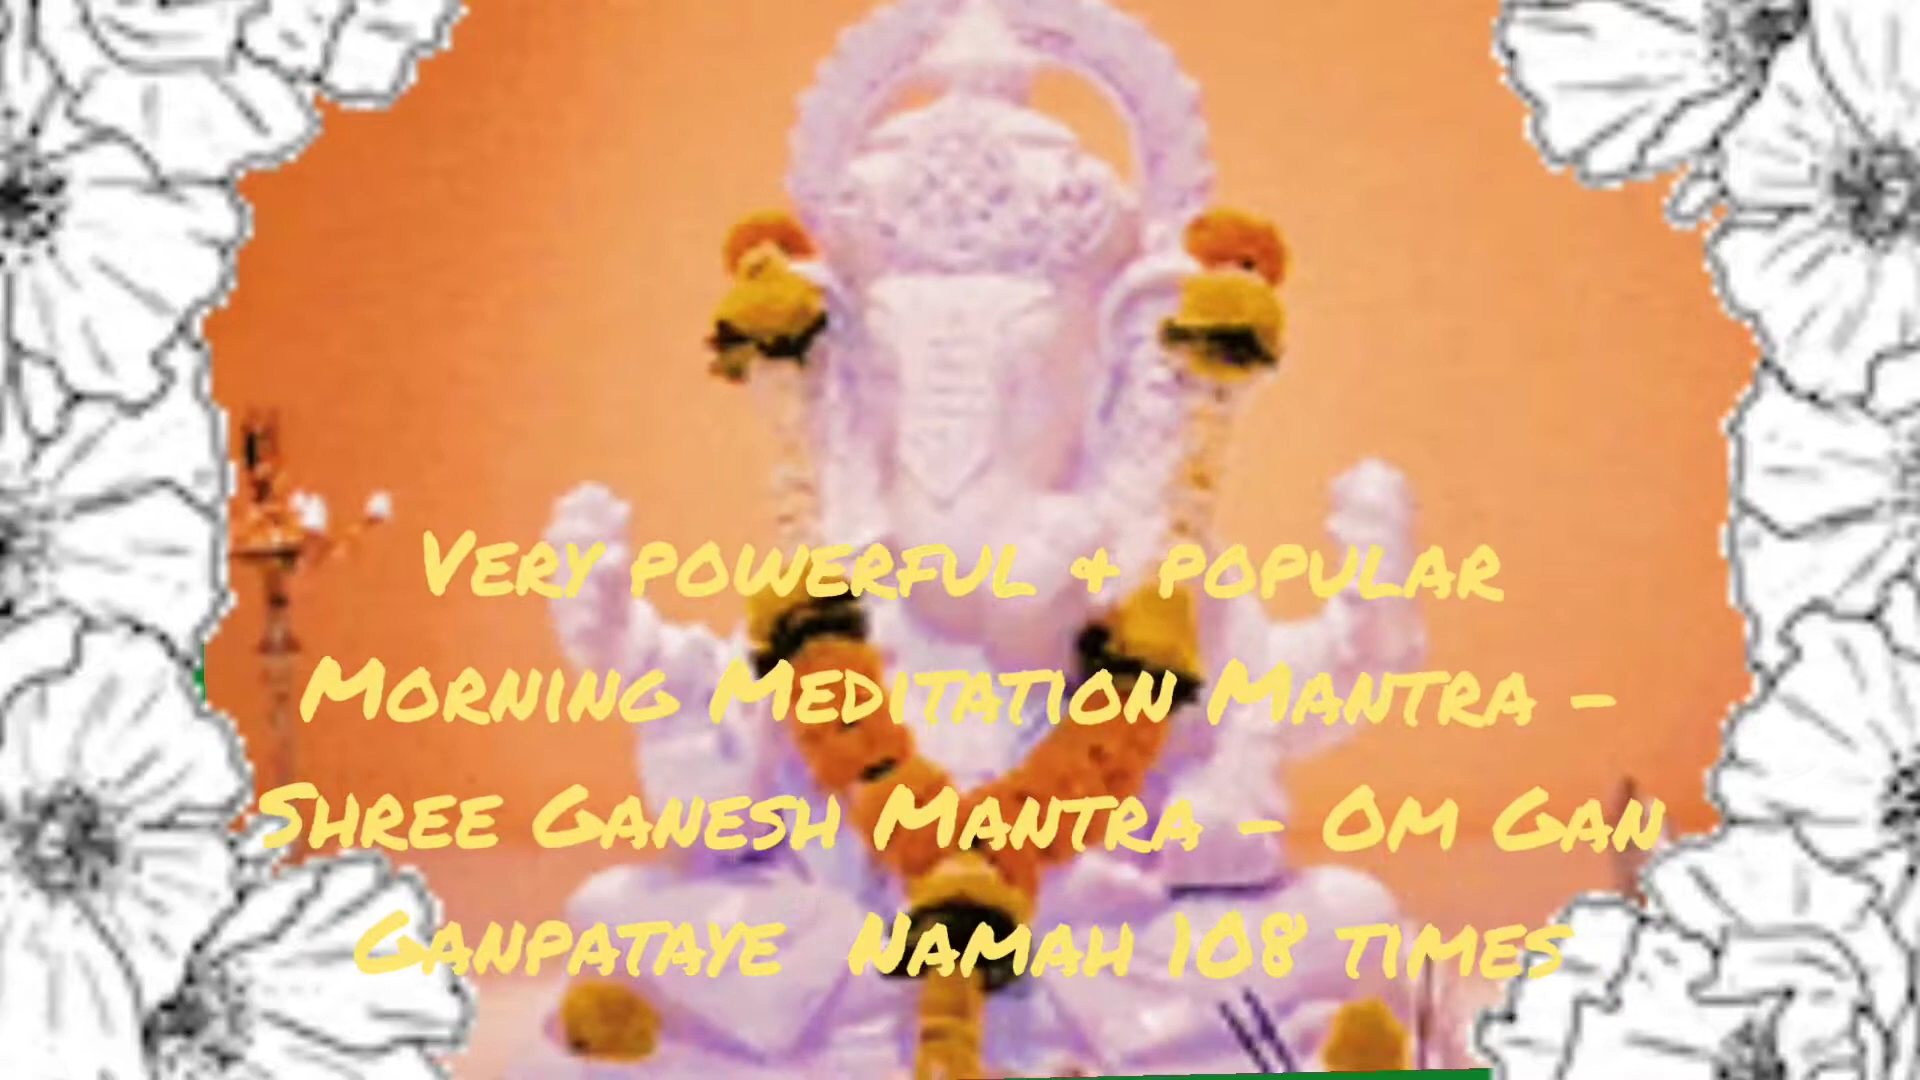 Very powerful & popular
Morning Meditation Mantra -
Shree Ganesh Mantra - Om Gan
Ganpataye Namah 108 times